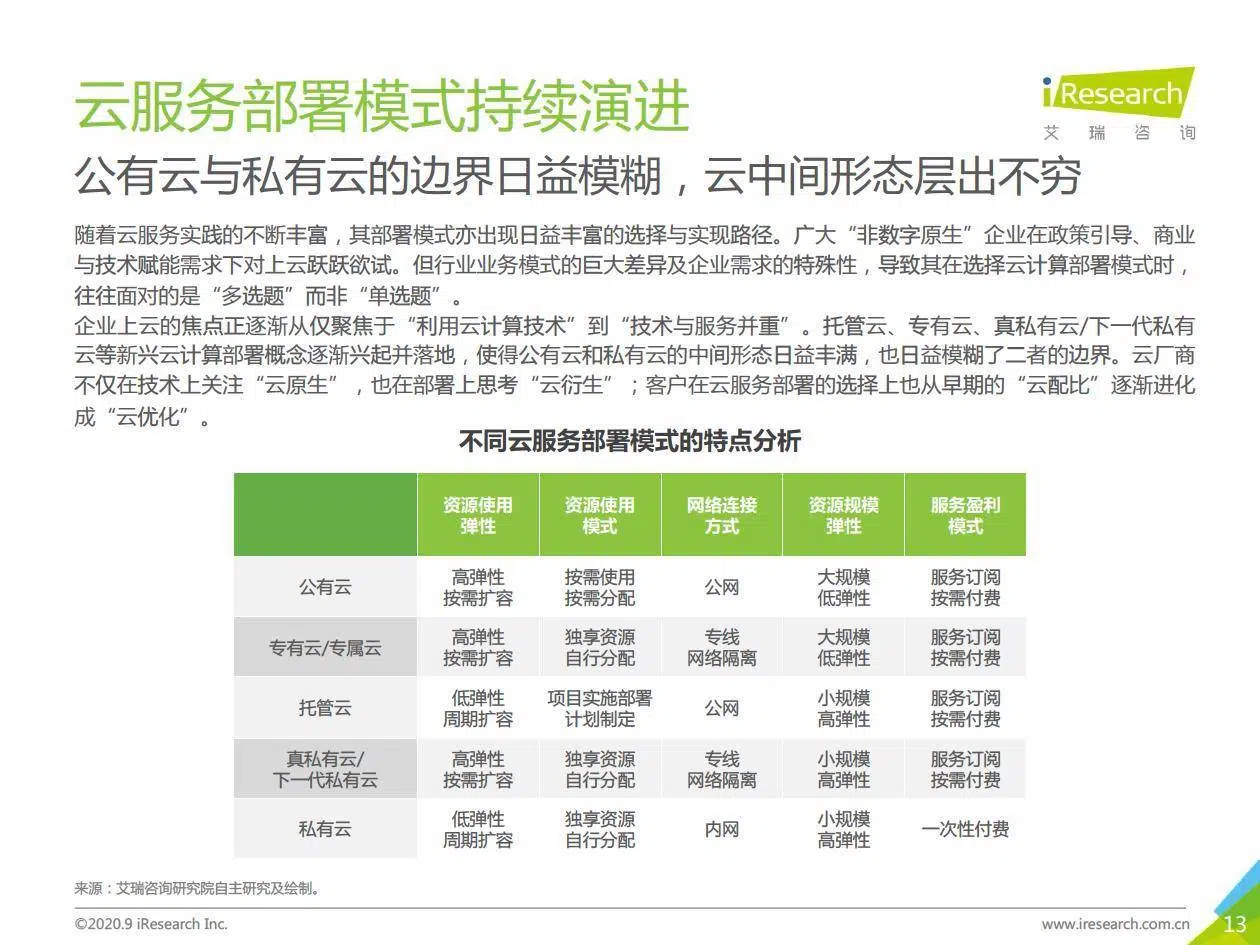 云服务部署模式持续演进
iResearch
艾 瑞 咨 询
公有云与私有云的边界日益模糊，云中间形态层出不穷
随着云服务实践的不断丰富，其部署模式亦出现日益丰富的选择与实现路径。广大“非数字原生”企业在政策引导、商业
与技术赋能需求下对上云跃跃欲试。但行业业务模式的巨大差异及企业需求的特殊性，导致其在选择云计算部署模式时，
往往面对的是“多选题”而非“单选题”。
企业上云的焦点正逐渐从仅聚焦于“利用云计算技术”到“技术与服务并重”。托管云、专有云、真私有云/下一代私有
云等新兴云计算部署概念逐渐兴起并落地，使得公有云和私有云的中间形态日益丰满，也日益模糊了二者的边界。云厂商
不仅在技术上关注“云原生”，也在部署上思考“云衍生”；客户在云服务部署的选择上也从早期的“云配比”逐渐进化
成“云优化”。
不同云服务部署模式的特点分析
资源使用 资源使用 网络连接 资源规模 服务盈利
弹性 模式 方式 弹性 模式
公有云 高弹性 按需使用 公网 大规模 服务订阅
按需扩容 按需分配 低弹性 按需付费
专有云/专属云 高弹性 独享资源 专线 大规模 服务订阅
按需扩容 自行分配 网络隔离 低弹性 按需付费
托管云 低弹性 项目实施部署 公网 小规模 服务订阅
周期扩容 计划制定 高弹性 按需付费
真私有云/ 高弹性 独享资源 专线 小规模 服务订阅
下一代私有云 按需扩容 自行分配 网络隔离 高弹性 按需付费
私有云 低弹性 独享资源 内网 小规模 一次性付费
周期扩容 自行分配 高弹性
来源：艾瑞咨询研究院自主研究及绘制。
©2020.9 iResearch Inc.
www.iresearch.com.cn
13